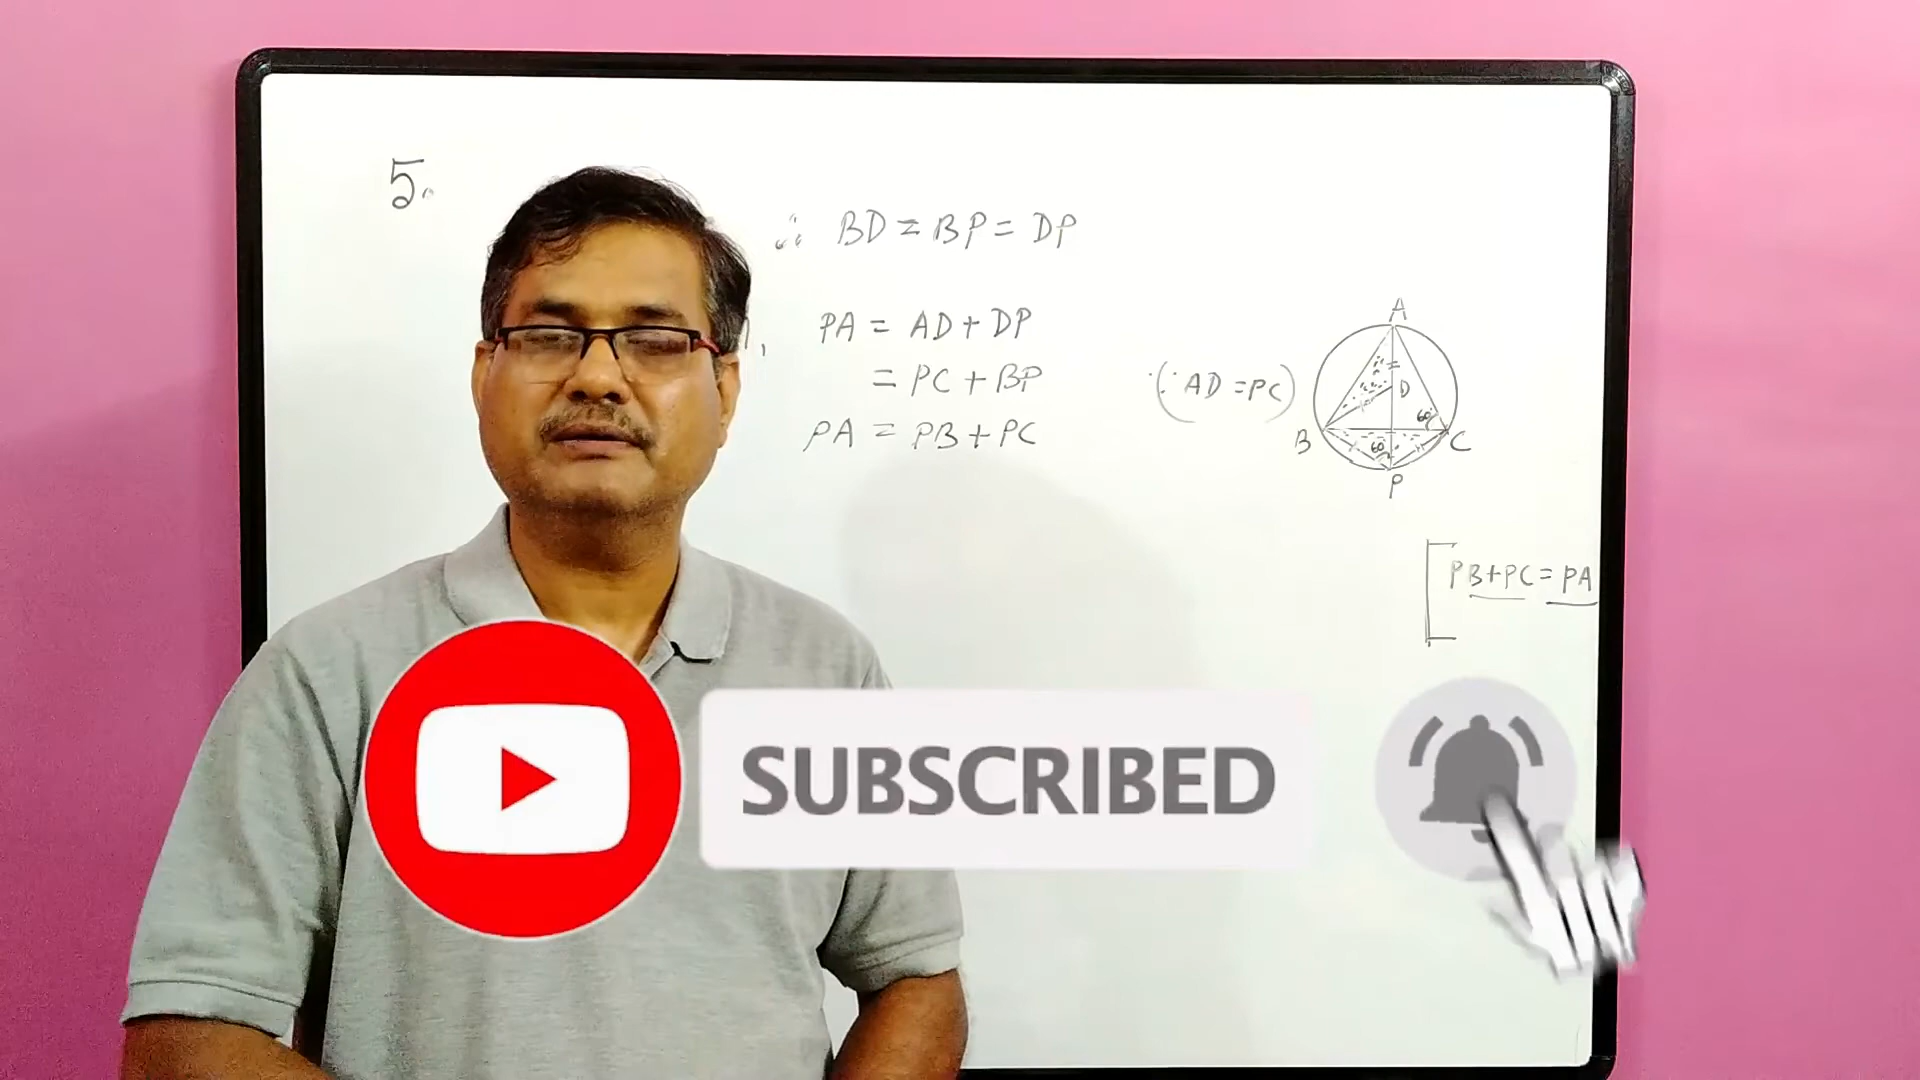 5.
∴ BD = BP = DP
PA = AD + DP
= PC + BP
(∵ AD = PC)
PA = PB + PC
A
D
60
B
C
60
P
PB+PC = PA
SUBSCRIBED